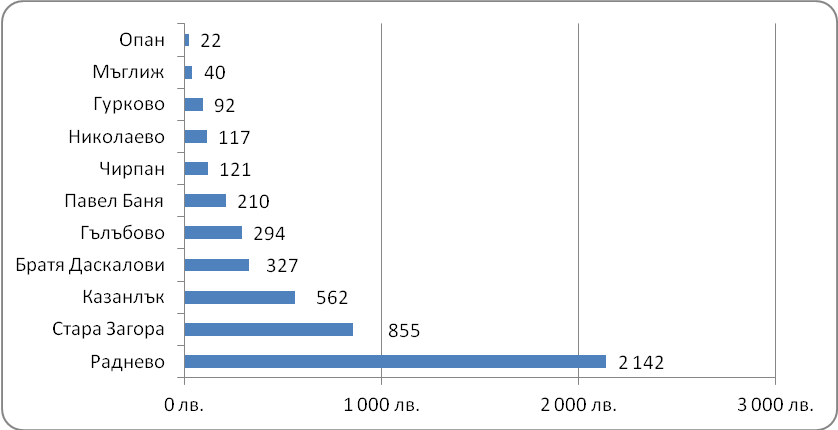 Опан 22
Мъглиж 40
Гурково 92
Николаево 117
Чирпан 121
Павел Баня 210
Гълъбово 294
Братя Даскалови 327
Казанлък 562
Стара Загора 855
Раднево 2 142
0 лв. 1 000 лв. 2 000 лв. 3 000 лв.